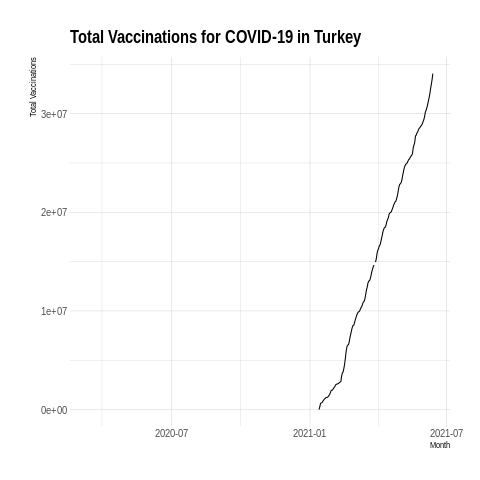 Total Vaccinations for COVID-19 in Turkey
Total Vaccinations
3e+07
2e+07
1e+07
0e+00
2020-07
2021-01
2021-07
Month